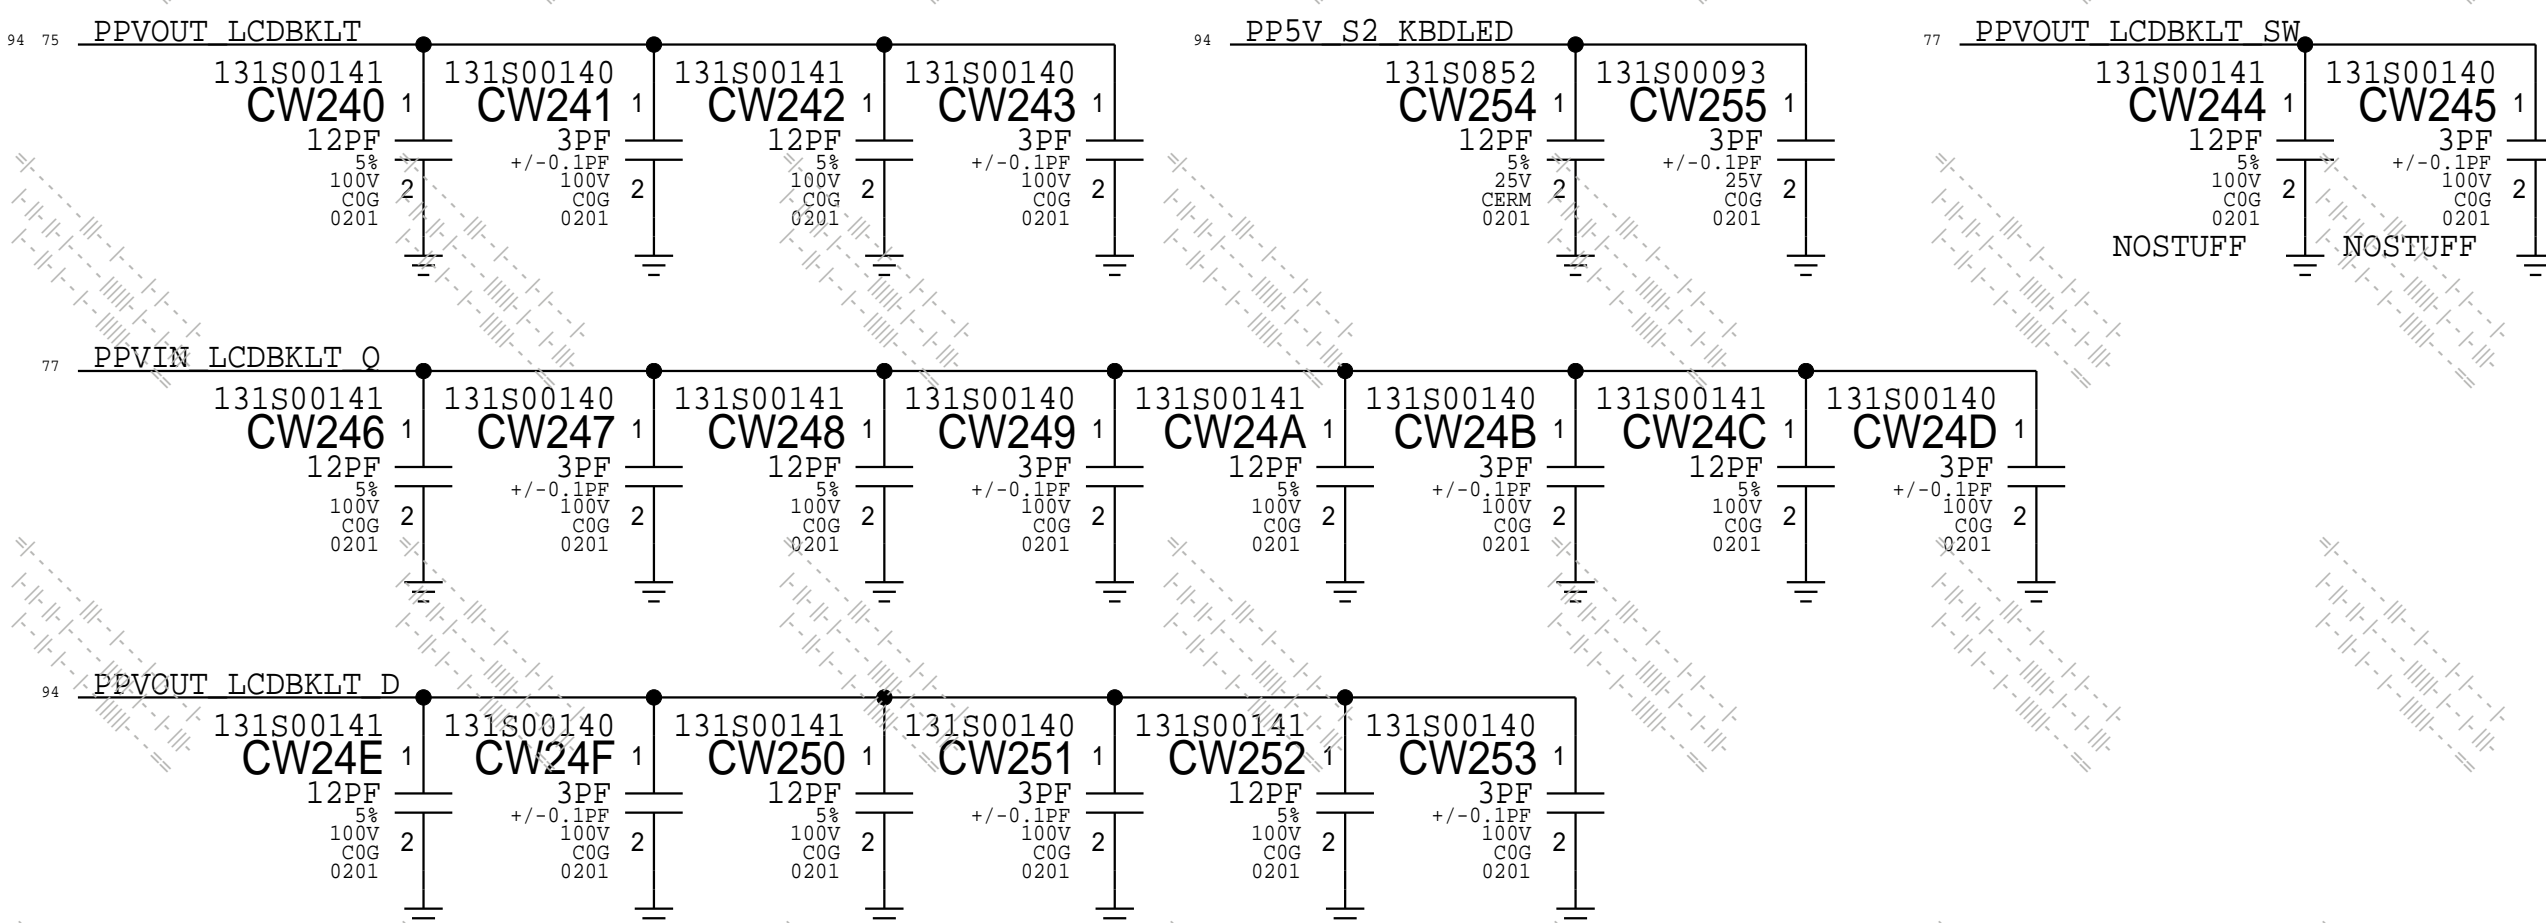 94 75 PPVOUT_LCDBKLT
131S00141
CW240 1
12PF
5%
100V
C0G
0201
2
131S00140
CW241 1
3PF
+/-0.1PF
100V
C0G
0201
2
131S00141
CW242 1
12PF
5%
100V
C0G
0201
2
131S00140
CW243 1
3PF
+/-0.1PF
100V
C0G
0201
2
94 PP5V_S2_KBDLED
131S0852
CW254 1
12PF
5%
25V
CERM
0201
2
131S00093
CW255 1
3PF
+/-0.1PF
25V
C0G
0201
2
77 PPVOUT_LCDBKLT_SW
131S00141
CW244 1
12PF
5%
100V
C0G
0201
2
NOSTUFF
131S00140
CW245 1
3PF
+/-0.1PF
100V
C0G
0201
2
NOSTUFF
77 PPVIN_LCDBKLT_Q
131S00141
CW246 1
12PF
5%
100V
C0G
0201
2
131S00140
CW247 1
3PF
+/-0.1PF
100V
C0G
0201
2
131S00141
CW248 1
12PF
5%
100V
C0G
0201
2
131S00140
CW249 1
3PF
+/-0.1PF
100V
C0G
0201
2
131S00141
CW24A 1
12PF
5%
100V
C0G
0201
2
131S00140
CW24B 1
3PF
+/-0.1PF
100V
C0G
0201
2
131S00141
CW24C 1
12PF
5%
100V
C0G
0201
2
131S00140
CW24D 1
3PF
+/-0.1PF
100V
C0G
0201
2
94 PPVOUT_LCDBKLT_D
131S00141
CW24E 1
12PF
5%
100V
C0G
0201
2
131S00140
CW24F 1
3PF
+/-0.1PF
100V
C0G
0201
2
131S00141
CW250 1
12PF
5%
100V
C0G
0201
2
131S00140
CW251 1
3PF
+/-0.1PF
100V
C0G
0201
2
131S00141
CW252 1
12PF
5%
100V
C0G
0201
2
131S00140
CW253 1
3PF
+/-0.1PF
100V
C0G
0201
2